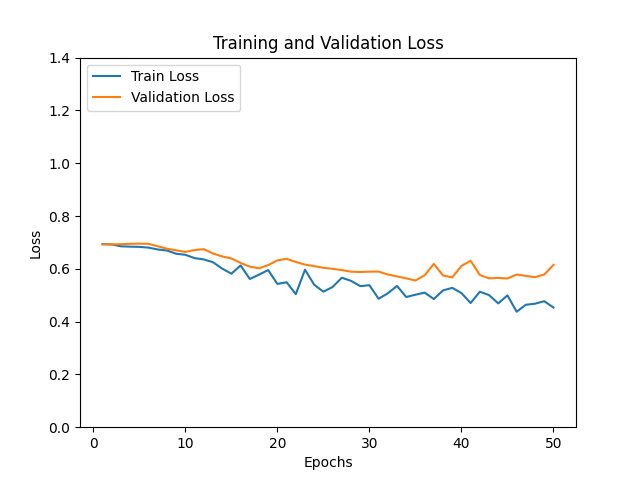 Training and Validation Loss
1.4
1.2
1.0
0.8
0.6
0.4
0.2
0.0
Loss
Train Loss
Validation Loss
0 10 20 30 40 50
Epochs